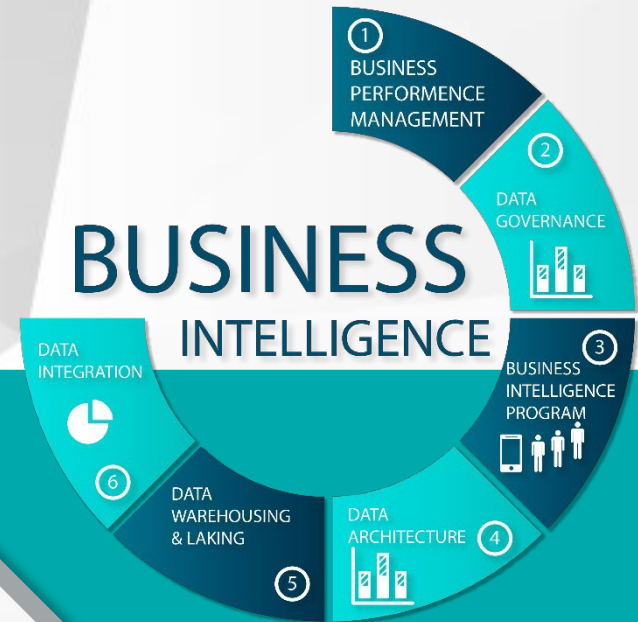 BUSINESS
INTELLIGENCE
1
BUSINESS
PERFORMENCE
MANAGEMENT
2
DATA
GOVERNANCE
3
BUSINESS
INTELLIGENCE
PROGRAM
DATA
ARCHITECTURE 4
DATA
WAREHOUSING
& LAKING
5
DATA
INTEGRATION
6